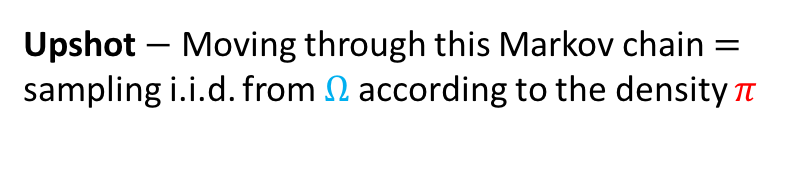 Upshot – Moving through this Markov chain =
sampling i.i.d. from Ω according to the density π